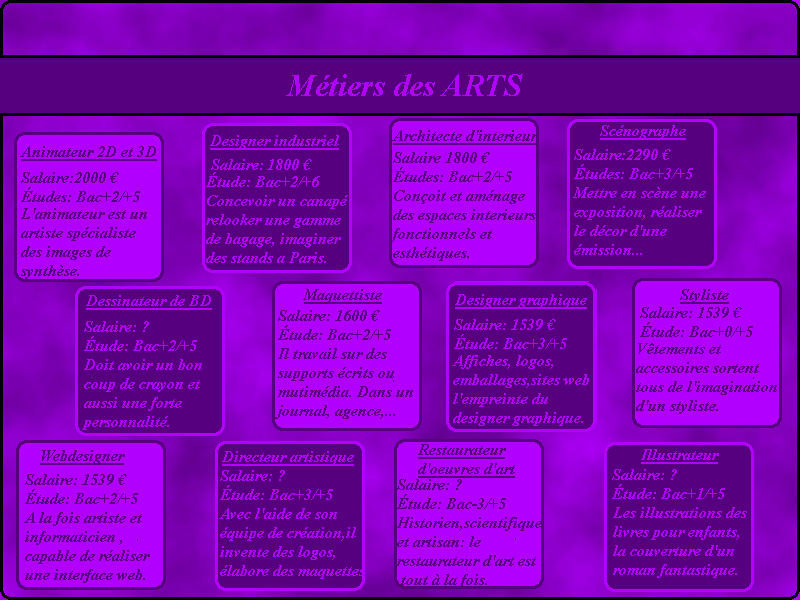 Métiers des ARTS
Animateur 2D et 3D
Salaire:2000 €
Études: Bac+2/+5
L'animateur est un
artiste spécialiste
des images de
synthèse.
Designer industriel
Salaire: 1800 €
Étude: Bac+2/+6
Concevoir un canapé
relooker une gamme
de bagage, imaginer
des stands a Paris.
Architecte d'interieur
Salaire 1800 €
Études: Bac+2/+5
Conçoit et aménage
des espaces interieurs
fonctionnels et
esthétiques.
Scénographe
Salaire:2290 €
Études: Bac+3/+5
Mettre en scène une
exposition, réaliser
le décor d'une
émission...
Dessinateur de BD
Salaire: ?
Étude: Bac+2/+5
Doit avoir un bon
coup de crayon et
aussi une forte
personnalité.
Maquettiste
Salaire: 1600 €
Étude: Bac+2/+5
Il travail sur des
supports écrits ou
mutimédia. Dans un
journal, agence,...
Designer graphique
Salaire: 1539 €
Étude: Bac+3/+5
Affiches, logos,
emballages,sites web
l'empreinte du
designer graphique.
Styliste
Salaire: 1539 €
Étude: Bac+0/+5
Vêtements et
accessoires sortent
tous de l'imagination
d'un styliste.
Webdesigner
Salaire: 1539 €
Étude: Bac+2/+5
A la fois artiste et
informaticien ,
capable de réaliser
une interface web.
Directeur artistique
Salaire: ?
Étude: Bac+3/+5
Avec l'aide de son
équipe de création,il
invente des logos,
élabore des maquettes
Restaurateur
d'oeuvres d'art
Salaire: ?
Étude: Bac-3/+5
Historien,scientifique
et artisan: le
restaurateur d'art est
tout à la fois.
Illustrateur
Salaire: ?
Étude: Bac+1/+5
Les illustrations des
livres pour enfants,
la couverture d'un
roman fantastique.